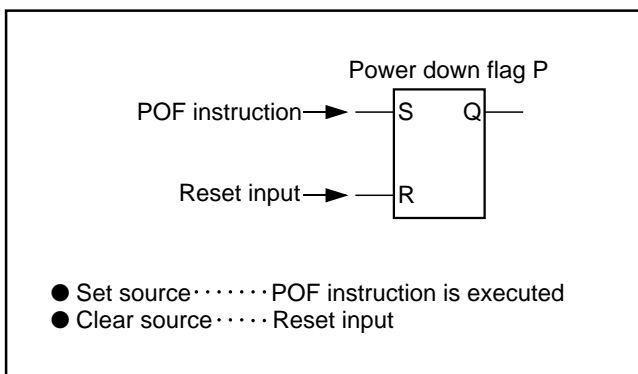 Power down flag P
POF instruction
S
Q
Reset input
R
● Set source ······· POF instruction is executed
● Clear source ····· Reset input